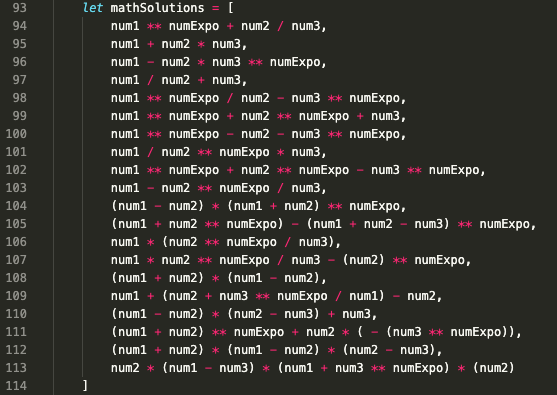 93 let mathSolutions = [
94 num1 ** numExpo + num2 / num3,
95 num1 + num2 * num3,
96 num1 - num2 * num3 ** numExpo,
97 num1 / num2 + num3,
98 num1 ** numExpo / num2 - num3 ** numExpo,
99 num1 ** numExpo + num2 ** numExpo + num3,
100 num1 ** numExpo - num2 - num3 ** numExpo,
101 num1 / num2 ** numExpo * num3,
102 num1 ** numExpo + num2 ** numExpo - num3 ** numExpo,
103 num1 - num2 ** numExpo / num3,
104 (num1 - num2) * (num1 + num2) ** numExpo,
105 (num1 + num2 ** numExpo) - (num1 + num2 - num3) ** numExpo,
106 num1 * (num2 ** numExpo / num3),
107 num1 * num2 ** numExpo / num3 - (num2) ** numExpo,
108 (num1 + num2) * (num1 - num2),
109 num1 + (num2 + num3 ** numExpo / num1) - num2,
110 (num1 - num2) * (num2 - num3) + num3,
111 (num1 + num2) ** numExpo + num2 * ( - (num3 ** numExpo)),
112 (num1 + num2) * (num1 - num2) * (num2 - num3),
113 num2 * (num1 - num3) * (num1 + num3 ** numExpo) * (num2)
114 ]